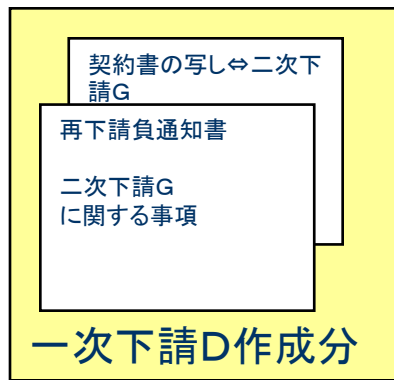 契約書の写し⇔二次下
請G
再下請負通知書
二次下請G
に関する事項
一次下請D作成分